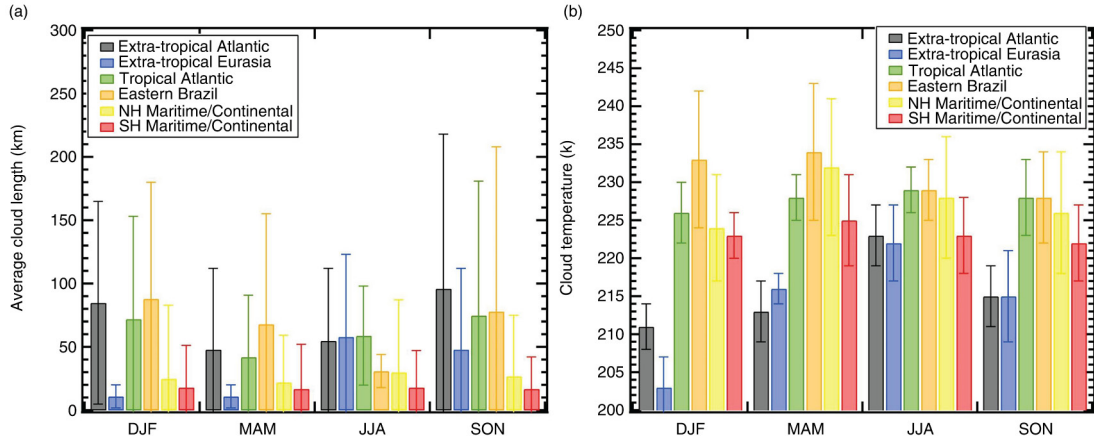 (a)
300
250
200
150
100
50
0
Average cloud length (km)
Extra-tropical Atlantic
Extra-tropical Eurasia
Tropical Atlantic
Eastern Brazil
NH Maritime/Continental
SH Maritime/Continental
DJF MAM JJA SON
(b)
250
245
240
235
230
225
220
215
210
205
200
Cloud temperature (k)
Extra-tropical Atlantic
Extra-tropical Eurasia
Tropical Atlantic
Eastern Brazil
NH Maritime/Continental
SH Maritime/Continental
DJF MAM JJA SON